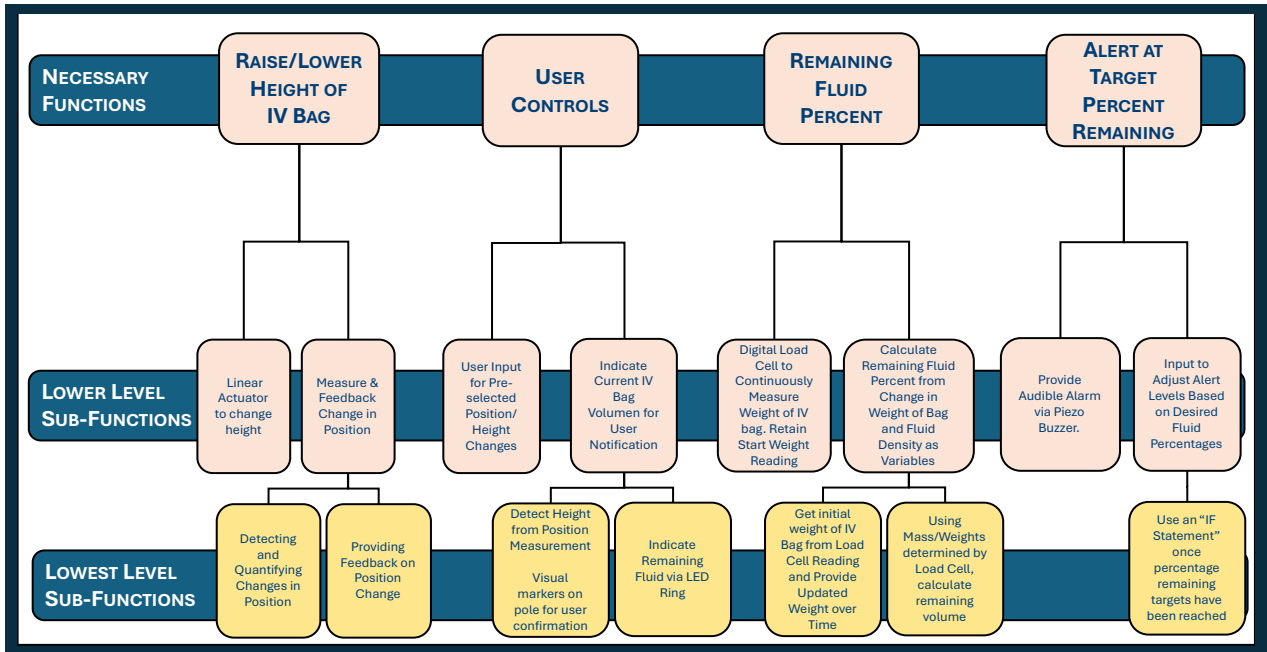 NECESSARY
FUNCTIONS
RAISE/LOWER
HEIGHT OF
IV BAG
USER
CONTROLS
REMAINING
FLUID
PERCENT
ALERT AT
TARGET
PERCENT
REMAINING
LOWER LEVEL
SUB-FUNCTIONS
Linear
Actuator
to change
height
Measure &
Feedback
Change in
Position
User Input
for Pre-
selected
Position/
Height
Changes
Indicate
Current IV
Bag
Volumen for
User
Notification
Digital Load
Cell to
Continuously
Measure
Weight of IV
bag. Retain
Start Weight
Reading
Calculate
Remaining Fluid
Percent from
Change in
Weight of Bag
and Fluid
Density as
Variables
Provide
Audible Alarm
via Piezo
Buzzer.
Input to
Adjust Alert
Levels Based
on Desired
Fluid
Percentages
LOWEST LEVEL
SUB-FUNCTIONS
Detecting
and
Quantifying
Changes in
Position
Providing
Feedback on
Position
Change
Detect Height
from Position
Measurement
Visual
markers on
pole for user
confirmation
Indicate
Remaining
Fluid via LED
Ring
Get initial
weight of IV
Bag from Load
Cell Reading
and Provide
Updated
Weight over
Time
Using
Mass/Weights
determined by
Load Cell,
calculate
remaining
volume
Use an “IF
Statement”
once
percentage
remaining
targets have
been reached